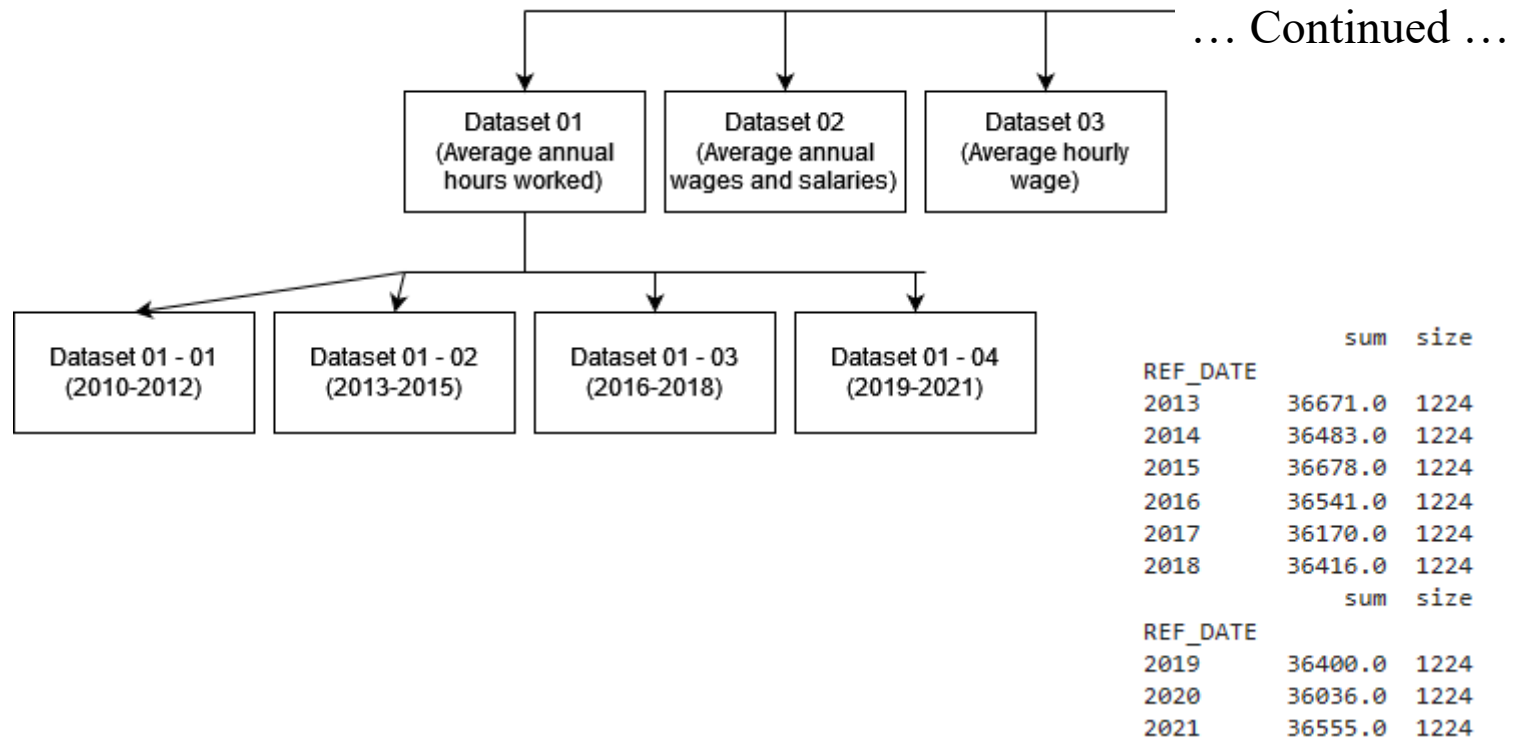 … Continued …
Dataset 01
(Average annual
hours worked)
Dataset 02
(Average annual
wages and salaries)
Dataset 03
(Average hourly
wage)
Dataset 01 - 01
(2010-2012)
Dataset 01 - 02
(2013-2015)
Dataset 01 - 03
(2016-2018)
Dataset 01 - 04
(2019-2021)
sum size
REF_DATE
2013 36671.0 1224
2014 36483.0 1224
2015 36678.0 1224
2016 36541.0 1224
2017 36170.0 1224
2018 36416.0 1224
sum size
REF_DATE
2019 36400.0 1224
2020 36036.0 1224
2021 36555.0 1224